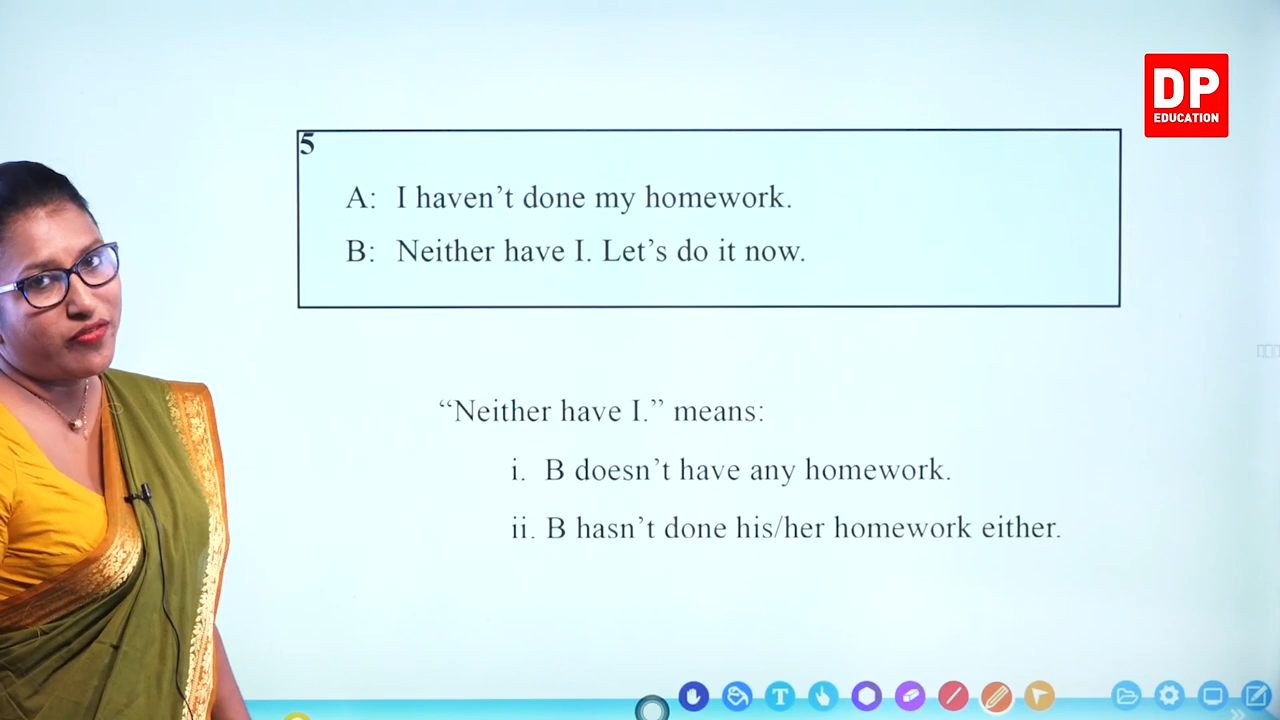 DP
EDUCATION
5
A: I haven’t done my homework.
B: Neither have I. Let’s do it now.
“Neither have I.” means:
i. B doesn’t have any homework.
ii. B hasn’t done his/her homework either.
T